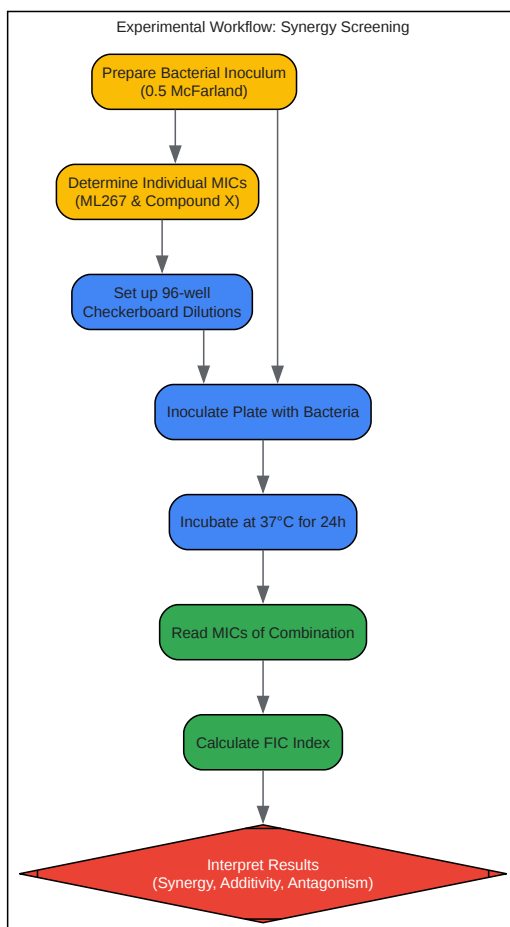 Experimental Workflow: Synergy Screening
Prepare Bacterial Inoculum
(0.5 McFarland)
Determine Individual MICs
(ML267 & Compound X)
Set up 96-well
Checkerboard Dilutions
Inoculate Plate with Bacteria
Incubate at 37°C for 24h
Read MICs of Combination
Calculate FIC Index
Interpret Results
(Synergy, Additivity, Antagonism)